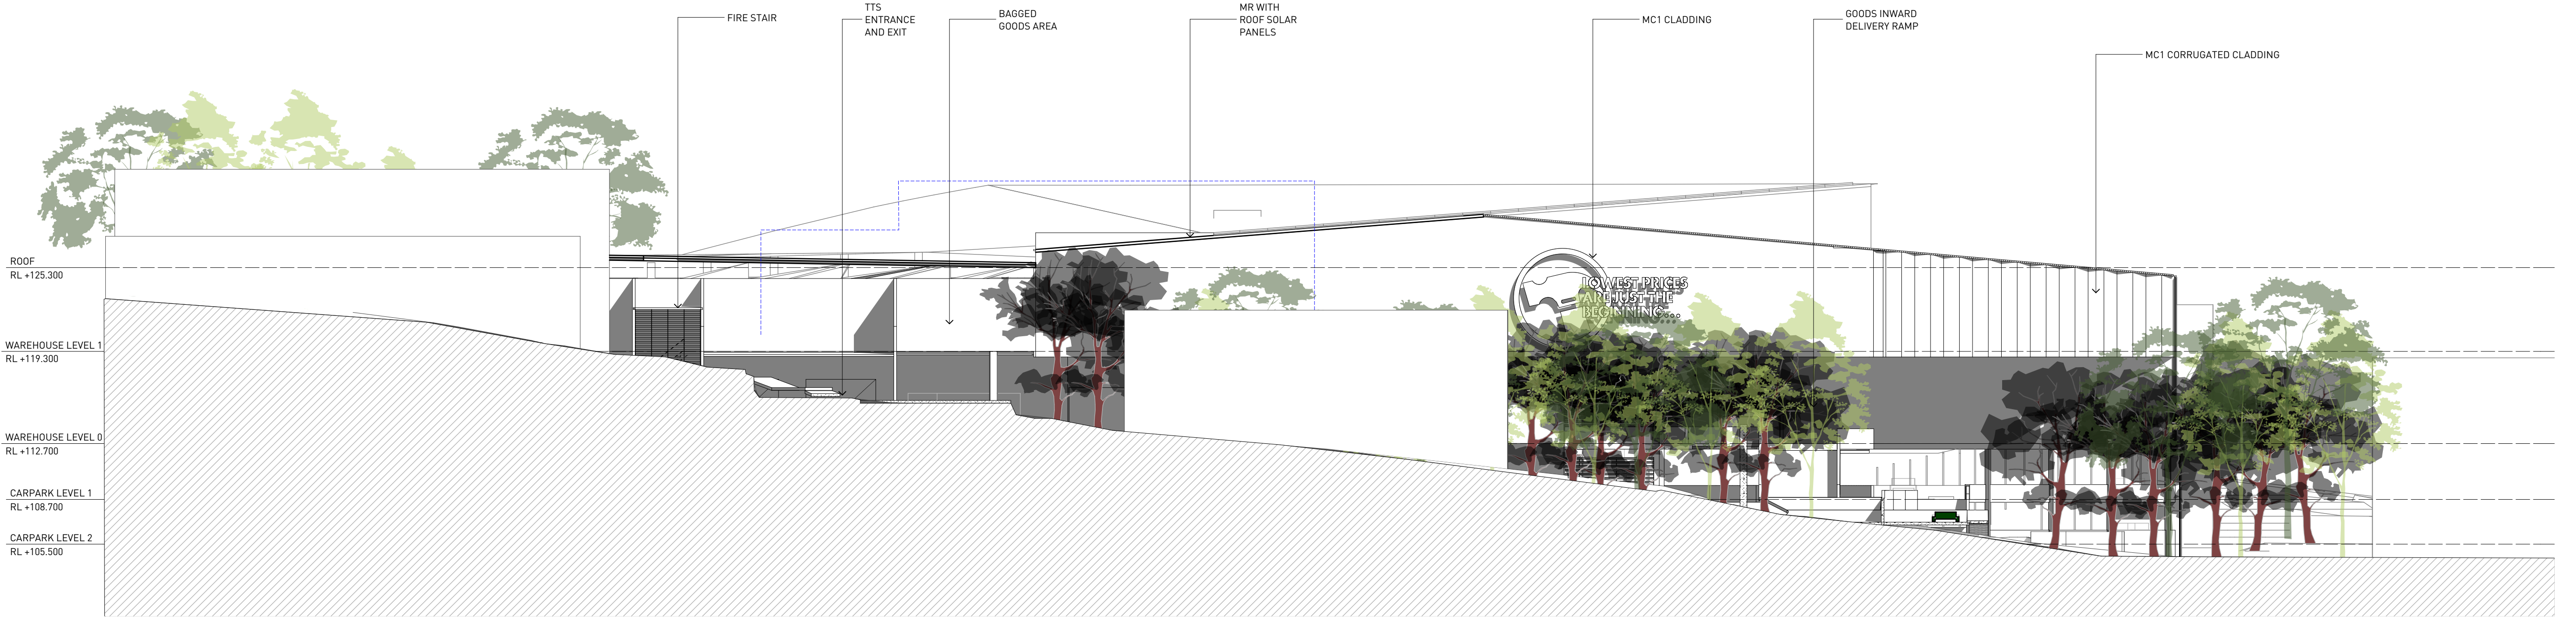 FIRE STAIR
TTS
ENTRANCE
AND EXIT
BAGGED
GOODS AREA
MR WITH
ROOF SOLAR
PANELS
MC1 CLADDING
GOODS INWARD
DELIVERY RAMP
MC1 CORRUGATED CLADDING
ROOF
RL +125.300
LOWEST PRICES
ARE JUST THE
BEGINNING...
WAREHOUSE LEVEL 1
RL +119.300
WAREHOUSE LEVEL 0
RL +112.700
CARPARK LEVEL 1
RL +108.700
CARPARK LEVEL 2
RL +105.500